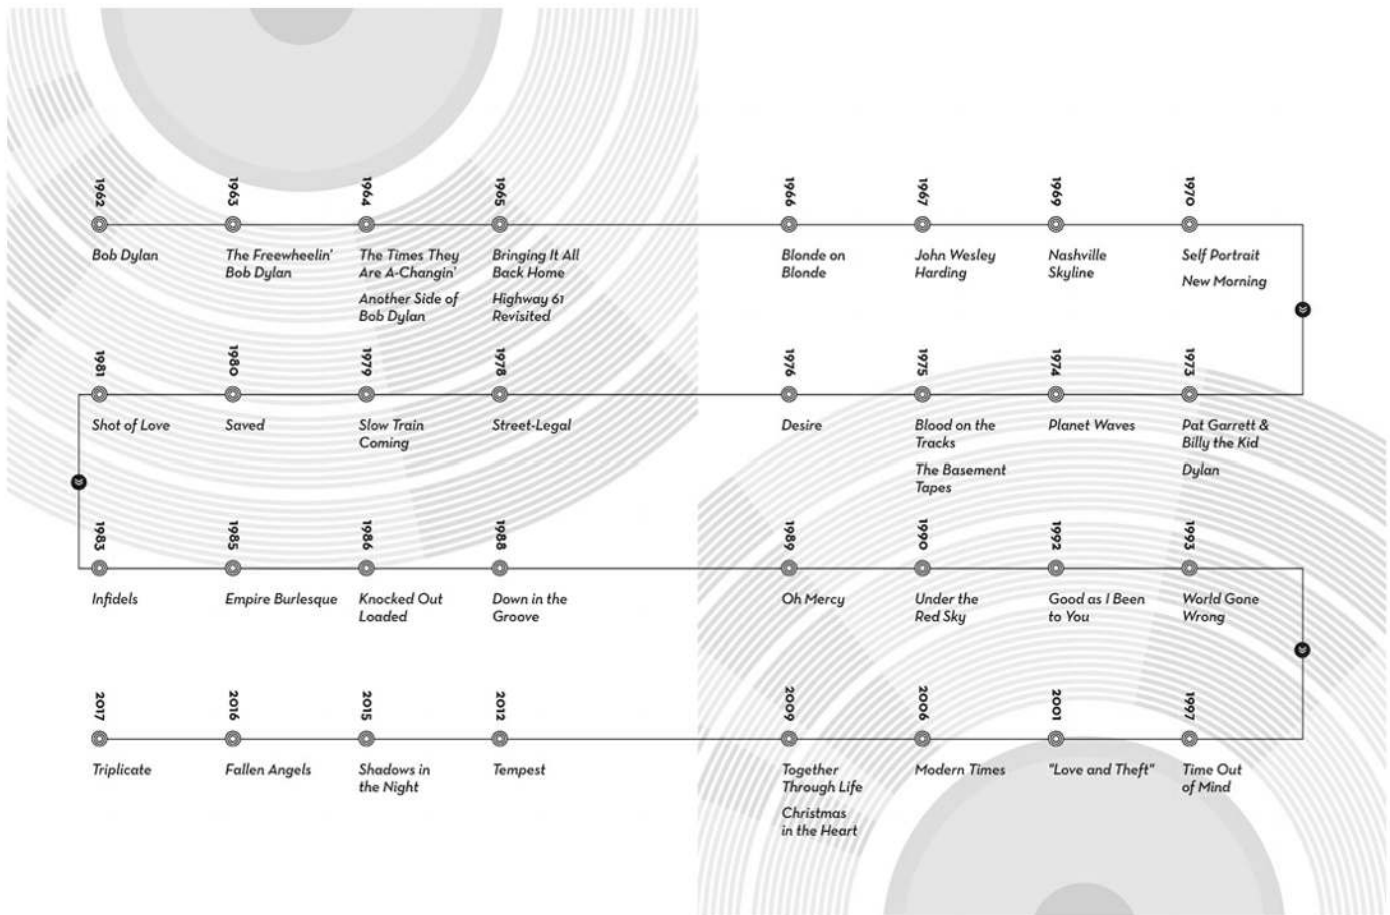 1962
Bob Dylan
1963
The Freewheelin'
Bob Dylan
1964
The Times They
Are A-Changin'
Another Side of
Bob Dylan
1965
Bringing It All
Back Home
Highway 61
Revisited
1966
Blonde on
Blonde
1967
John Wesley
Harding
1969
Nashville
Skyline
1970
Self Portrait
New Morning
1973
Pat Garrett &
Billy the Kid
Dylan
1974
Planet Waves
1975
Blood on the
Tracks
The Basement
Tapes
1976
Desire
1978
Street-Legal
1979
Slow Train
Coming
1980
Saved
1981
Shot of Love
1983
Infidels
1985
Empire Burlesque
1986
Knocked Out
Loaded
1988
Down in the
Groove
1989
Oh Mercy
1990
Under the
Red Sky
1992
Good as I Been
to You
1993
World Gone
Wrong
1997
Time Out
of Mind
2001
"Love and Theft"
2006
Modern Times
2009
Together
Through Life
Christmas
in the Heart
2012
Tempest
2015
Shadows in
the Night
2016
Fallen Angels
2017
Triplicate